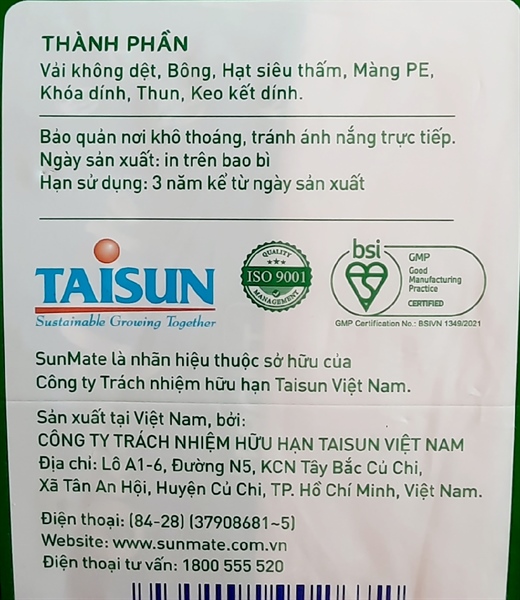 THÀNH PHẦN
Vải không dệt, Bông, Hạt siêu thấm, Màng PE,
Khóa dính, Thun, Keo kết dính.
Bảo quản nơi khô thoáng, tránh ánh nắng trực tiếp.
Ngày sản xuất: in trên bao bì
Hạn sử dụng: 3 năm kể từ ngày sản xuất
TAISUN
Sustainable Growing Together
QUALITY
ISO 9001
MANAGEMENT
bsi
GMP
Good
Manufacturing
Practice
CERTIFIED
GMP Certification No.: BSIVN 1349/2021
SunMate là nhãn hiệu thuộc sở hữu của
Công ty Trách nhiệm hữu hạn Taisun Việt Nam.
Sản xuất tại Việt Nam, bởi:
CÔNG TY TRÁCH NHIỆM HỮU HẠN TAISUN VIỆT NAM
Địa chỉ: Lô A1-6, Đường N5, KCN Tây Bắc Củ Chi,
Xã Tân An Hội, Huyện Củ Chi, TP. Hồ Chí Minh, Việt Nam.
Điện thoại: (84-28) (37908681~5)
Website: www.sunmate.com.vn
Điện thoại tư vấn: 1800 555 520